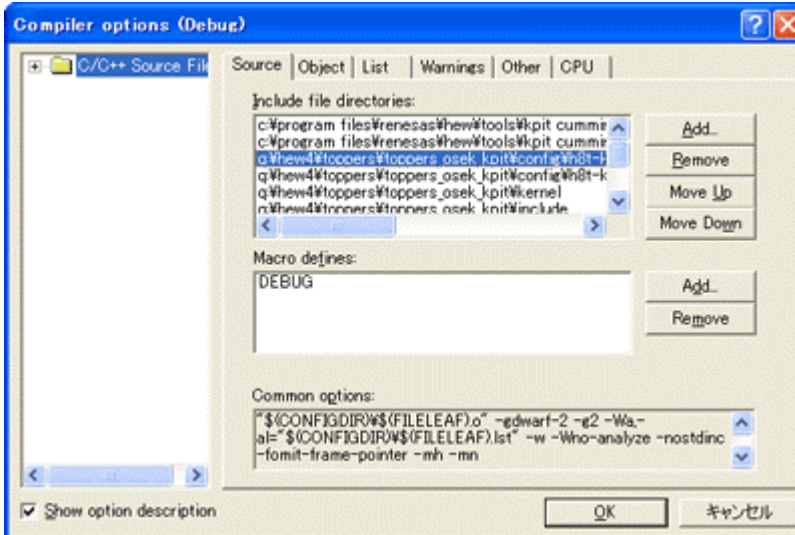 Compiler options (Debug)
C/C++ Source File
Source Object List Warnings Other CPU
Include file directories:
c:¥program files¥renesas¥hew¥tools¥kpit cummin
c:¥program files¥renesas¥hew¥tools¥kpit cummin
q:¥hew4¥toppers¥toppers_osek_kpit¥config¥h8t-k
q:¥hew4¥toppers¥toppers_osek_kpit¥config¥h8t-k
q:¥hew4¥toppers¥toppers_osek_kpit¥kernel
q:¥hew4¥toppers¥toppers_osek_kpit¥include
Add...
Remove
Move Up
Move Down
Macro defines:
DEBUG
Add...
Remove
Common options:
"$(CONFIGDIR)¥$(FILELEAF).o" -gdwarf-2 -g2 -Wa,-
al="$(CONFIGDIR)¥$(FILELEAF).lst" -w -Wno-analyze -nostdinc
-fomit-frame-pointer -mh -mn
Show option description
OK
キャンセル